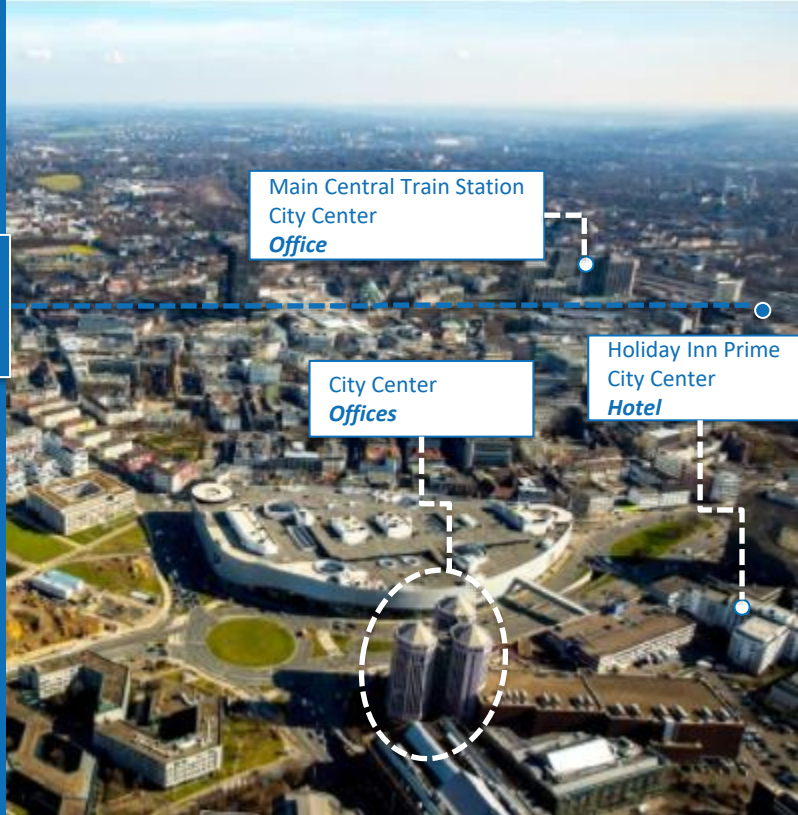 Main Central Train Station
City Center
Office
Holiday Inn Prime
City Center
Hotel
City Center
Offices